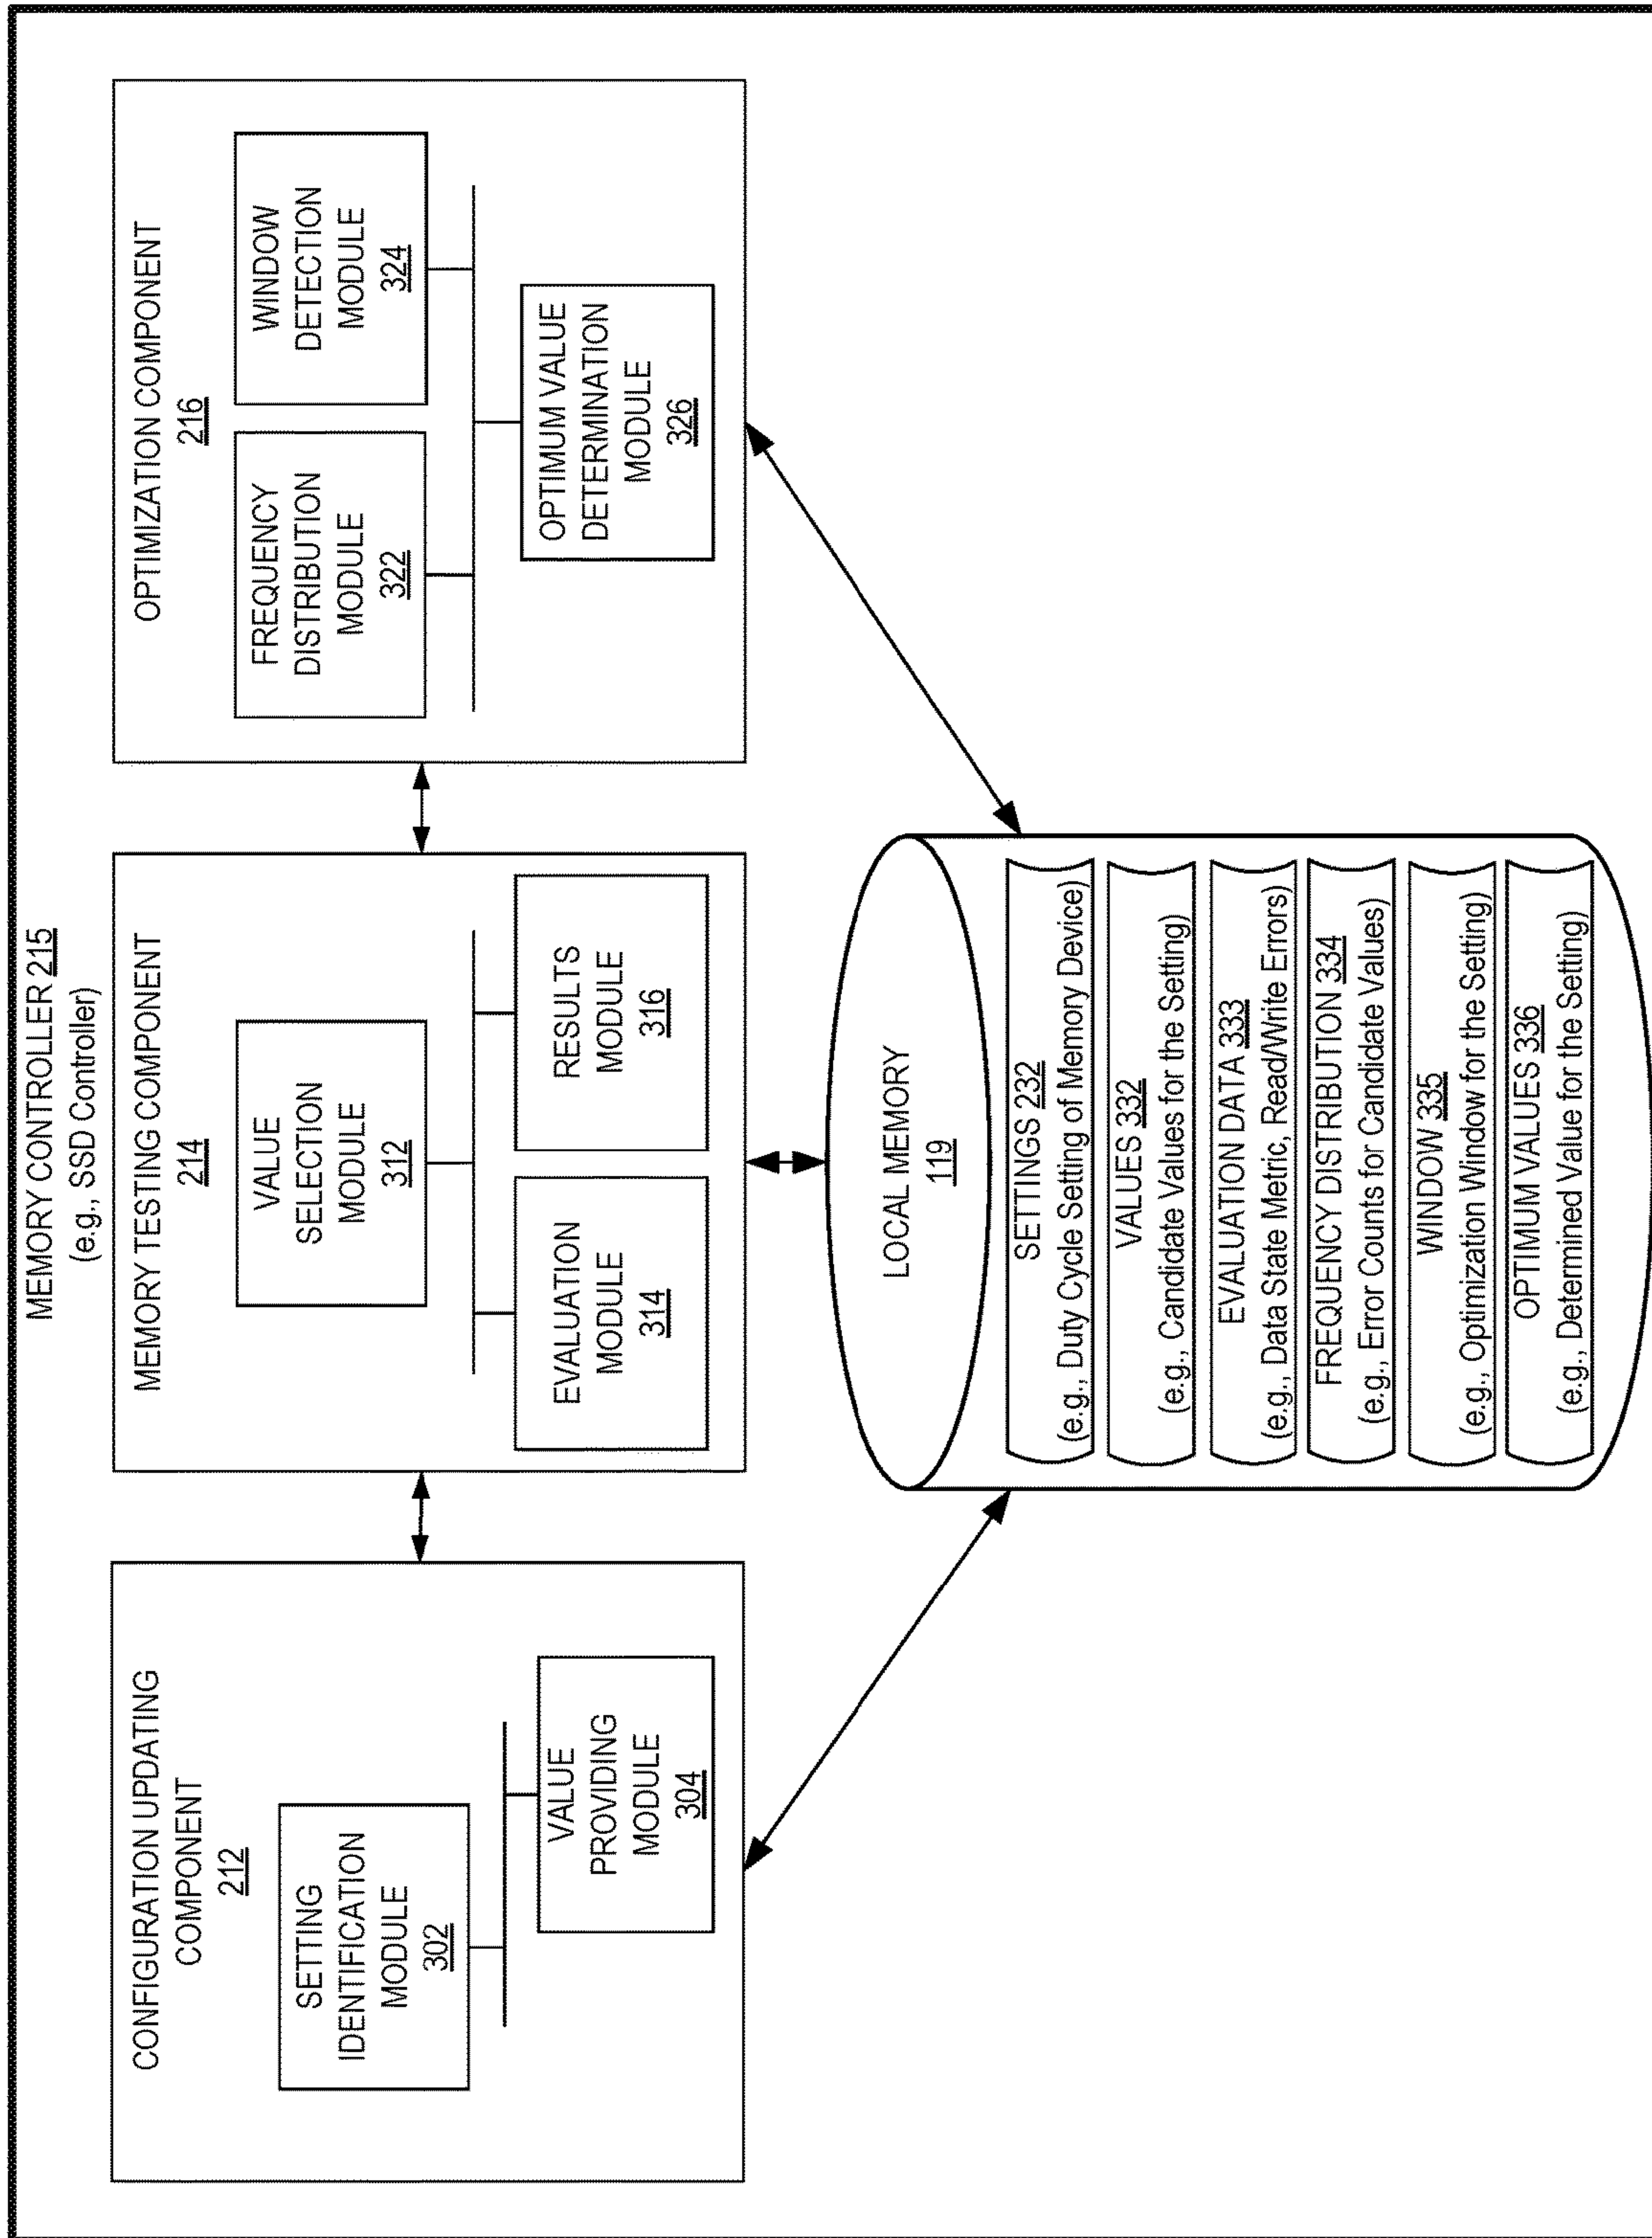 MEMORY CONTROLLER 215
(e.g., SSD Controller)
CONFIGURATION UPDATING
COMPONENT
212
SETTING
IDENTIFICATION
MODULE
302
VALUE
PROVIDING
MODULE
304
MEMORY TESTING COMPONENT
214
VALUE
SELECTION
MODULE
312
EVALUATION
MODULE
314
RESULTS
MODULE
316
OPTIMIZATION COMPONENT
216
FREQUENCY
DISTRIBUTION
MODULE
322
WINDOW
DETECTION
MODULE
324
OPTIMUM VALUE
DETERMINATION
MODULE
326
LOCAL MEMORY
119
SETTINGS 232
(e.g., Duty Cycle Setting of Memory Device)
VALUES 332
(e.g., Candidate Values for the Setting)
EVALUATION DATA 333
(e.g., Data State Metric, Read/Write Errors)
FREQUENCY DISTRIBUTION 334
(e.g., Error Counts for Candidate Values)
WINDOW 335
(e.g., Optimization Window for the Setting)
OPTIMUM VALUES 336
(e.g., Determined Value for the Setting)